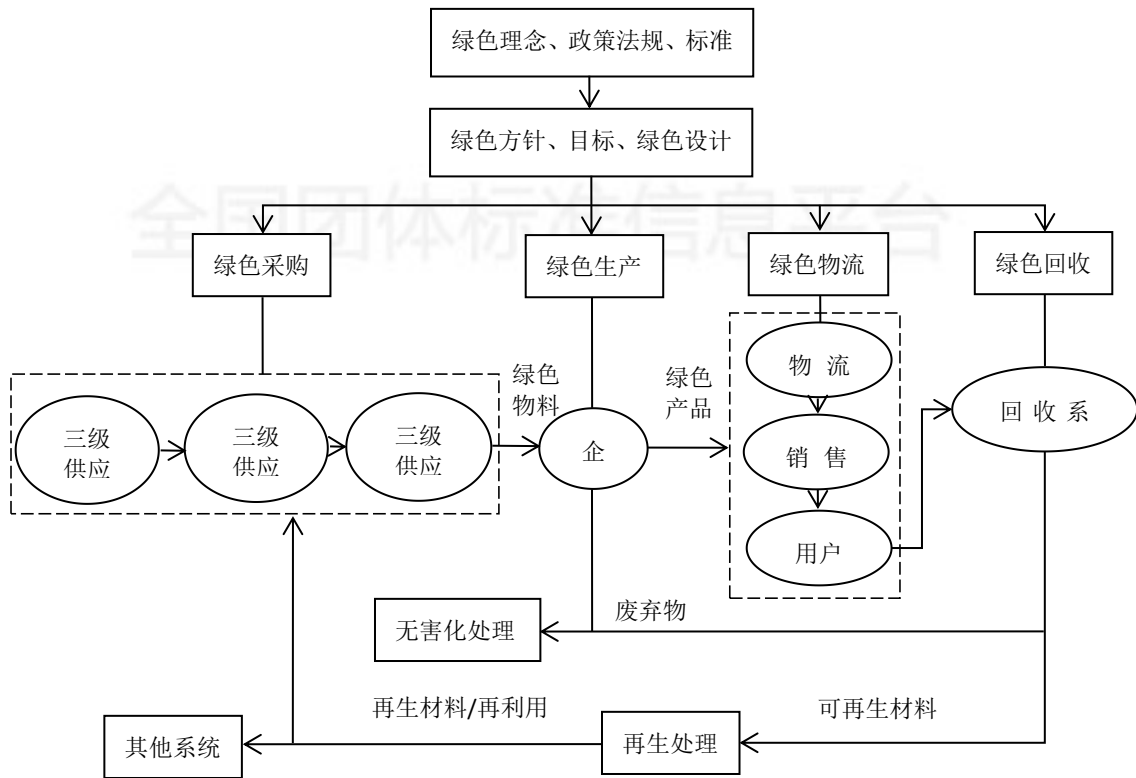 绿色理念、政策法规、标准
绿色方针、目标、绿色设计
全国团体标准信息平台
绿色采购
绿色生产
绿色物流
绿色回收
绿色
物料
绿色
产品
三级
供应
三级
供应
三级
供应
企
物 流
销 售
用户
回 收 系
废弃物
无害化处理
再生材料/再利用
可再生材料
其他系统
再生处理